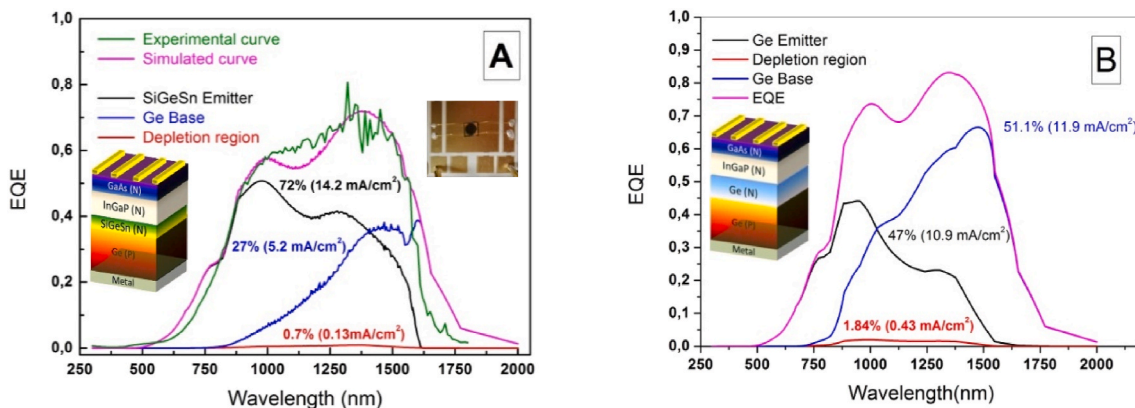 A
Experimental curve
Simulated curve
SiGeSn Emitter
Ge Base
Depletion region
72% (14.2 mA/cm²)
27% (5.2 mA/cm²)
0.7% (0.13mA/cm²)
GaAs (N)
InGaP (N)
SiGeSn (N)
Ge (P)
Metal
EQE
1,0
0,8
0,6
0,4
0,2
0,0
500 750 1000 1250 1500 1750 2000
Wavelength (nm)
B
Ge Emitter
Depletion region
Ge Base
EQE
51.1% (11.9 mA/cm²)
47% (10.9 mA/cm²)
1.84% (0.43 mA/cm²)
GaAs (N)
InGaP (N)
Ge (N)
Ge (P)
Metal
EQE
1,0
0,9
0,8
0,7
0,6
0,5
0,4
0,3
0,2
0,1
0,0
250 500 750 1000 1250 1500 1750 2000
Wavelength(nm)